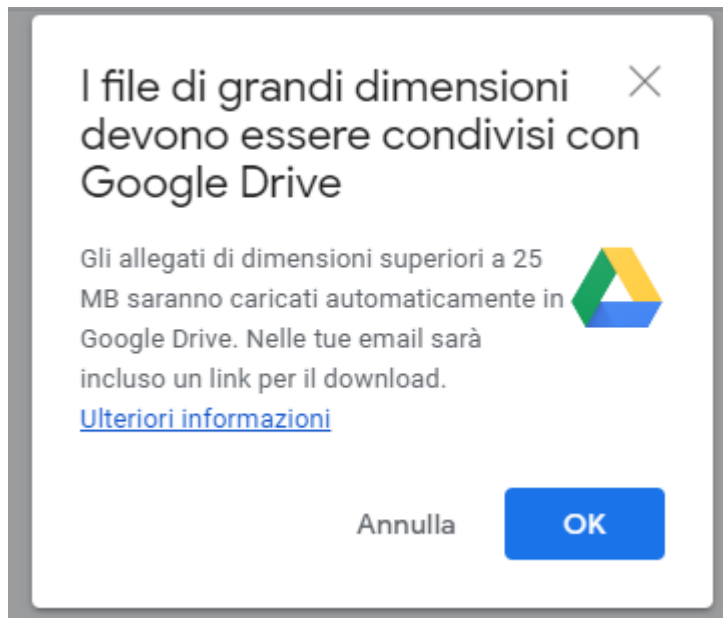 I file di grandi dimensioni
devono essere condivisi con
Google Drive
Gli allegati di dimensioni superiori a 25
MB saranno caricati automaticamente in
Google Drive. Nelle tue email sarà
incluso un link per il download.
Ulteriori informazioni
Annulla
OK